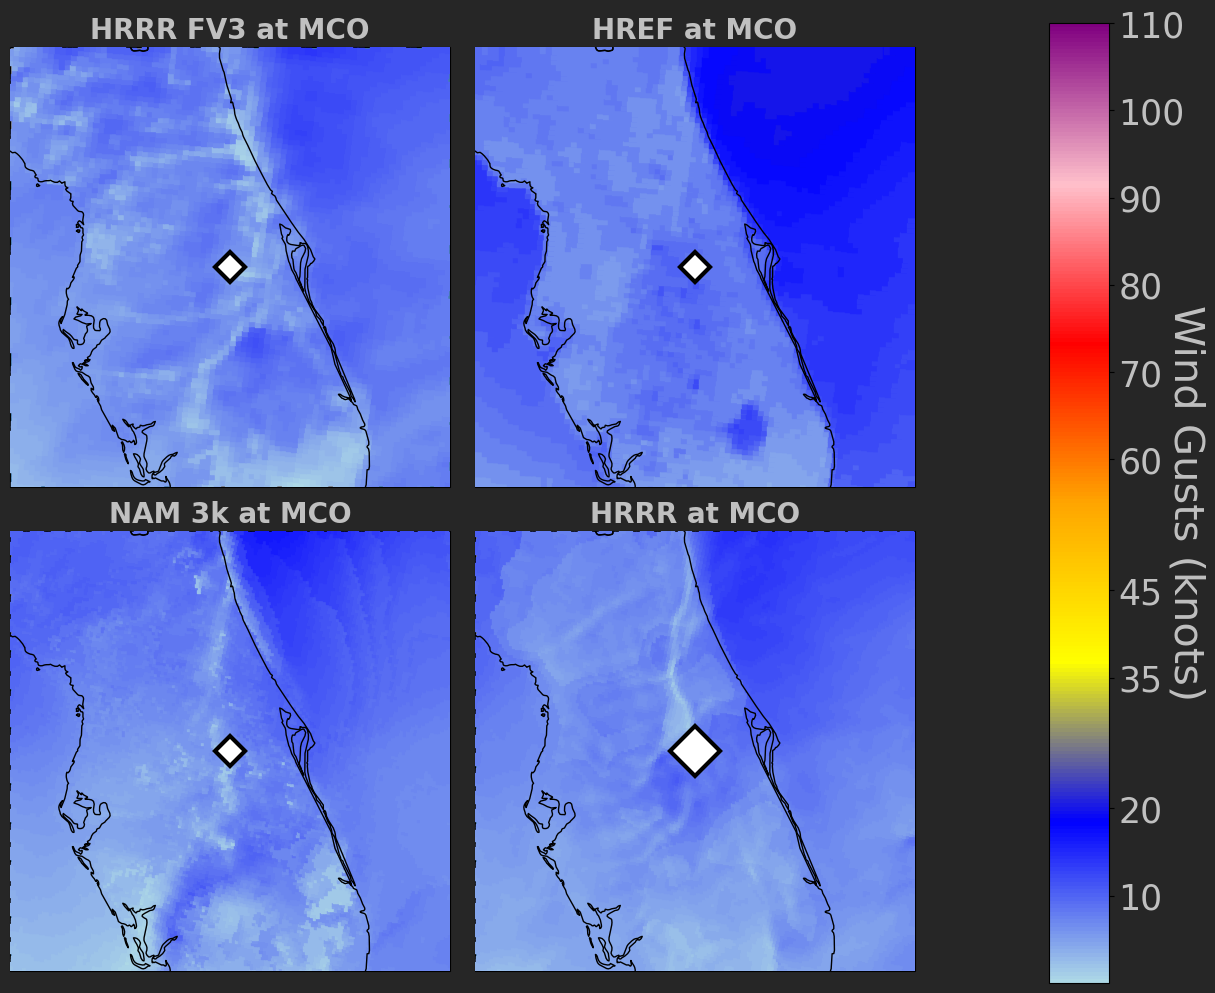 HRRR FV3 at MCO
HREF at MCO
NAM 3k at MCO
HRRR at MCO
110
100
90
80
70
60
45
35
20
10
Wind Gusts (knots)